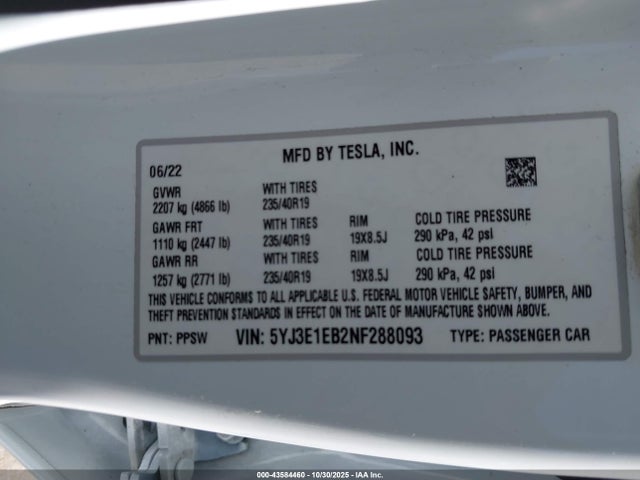 MFD BY TESLA, INC.
06/22
GVWR WITH TIRES
2207 kg (4866 lb) 235/40R19
GAWR FRT WITH TIRES RIM COLD TIRE PRESSURE
1110 kg (2447 lb) 235/40R19 19X8.5J 290 kPa, 42 psi
GAWR RR WITH TIRES RIM COLD TIRE PRESSURE
1257 kg (2771 lb) 235/40R19 19X8.5J 290 kPa, 42 psi
THIS VEHICLE CONFORMS TO ALL APPLICABLE U.S. FEDERAL MOTOR VEHICLE SAFETY, BUMPER, AND
THEFT PREVENTION STANDARDS IN EFFECT ON THE DATE OF MANUFACTURE SHOWN ABOVE.
PNT: PPSW VIN: 5YJ3E1EB2NF288093 TYPE: PASSENGER CAR
000-43584460 - 10/30/2025 - IAA Inc.